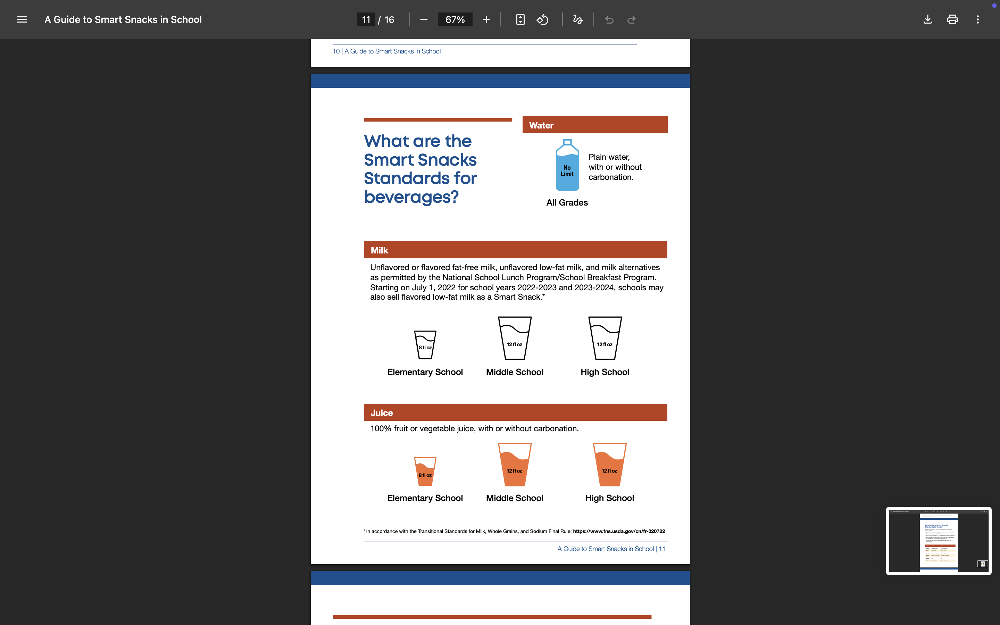 A Guide to Smart Snacks in School
11 / 16
67%
10 | A Guide to Smart Snacks in School
What are the
Smart Snacks
Standards for
beverages?
Water
No
Limit
Plain water,
with or without
carbonation.
All Grades
Milk
Unflavored or flavored fat-free milk, unflavored low-fat milk, and milk alternatives
as permitted by the National School Lunch Program/School Breakfast Program.
Starting on July 1, 2022 for school years 2022-2023 and 2023-2024, schools may
also sell flavored low-fat milk as a Smart Snack.*
8 fl oz
12 fl oz
12 fl oz
Elementary School
Middle School
High School
Juice
100% fruit or vegetable juice, with or without carbonation.
8 fl oz
12 fl oz
12 fl oz
Elementary School
Middle School
High School
* In accordance with the Transitional Standards for Milk, Whole Grains, and Sodium Final Rule: https://www.fns.usda.gov/cn/fr-020722
A Guide to Smart Snacks in School | 11
What are the Smart Snacks
Standards for foods?